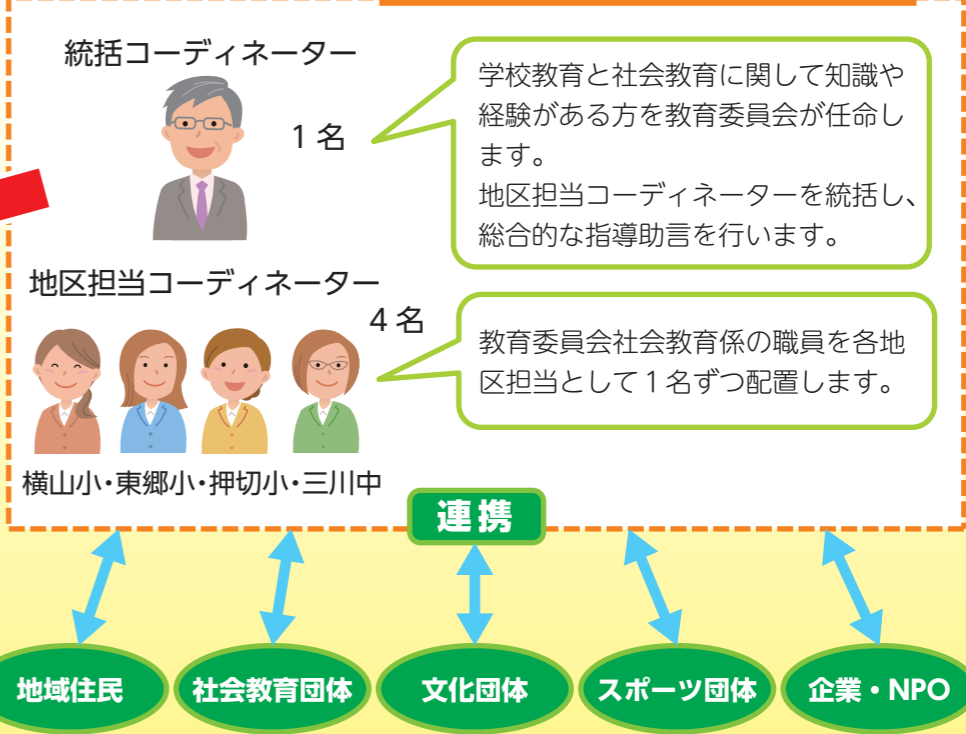 統括コーディネーター
1名
学校教育と社会教育に関して知識や
経験がある方を教育委員会が任命し
ます。
地区担当コーディネーターを統括し、
総合的な指導助言を行います。
地区担当コーディネーター
4名
教育委員会社会教育係の職員を各地
区担当として1名ずつ配置します。
横山小・東郷小・押切小・三川中
連携
地域住民
社会教育団体
文化団体
スポーツ団体
企業・NPO